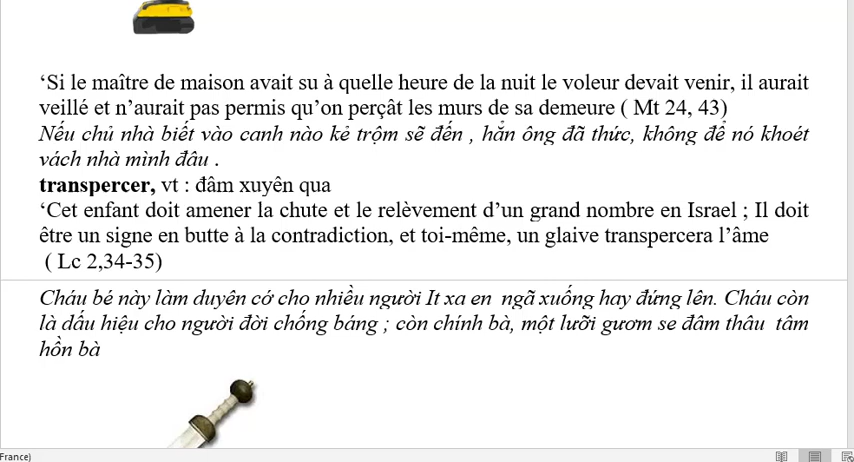 ‘Si le maître de maison avait su à quelle heure de la nuit le voleur devait venir, il aurait
veillé et n’aurait pas permis qu’on perçât les murs de sa demeure ( Mt 24, 43)
Nếu chủ nhà biết vào canh nào kẻ trộm sẽ đến , hẳn ông đã thức, không để nó khoét
vách nhà mình đâu .
transpercer, vt : đâm xuyên qua
‘Cet enfant doit amener la chute et le relèvement d’un grand nombre en Israel ; Il doit
être un signe en butte à la contradiction, et toi-même, un glaive transpercera l’âme
( Lc 2,34-35)
Cháu bé này làm duyên cớ cho nhiều người It xa en ngã xuống hay đứng lên. Cháu còn
là dấu hiệu cho người đời chống báng ; còn chính bà, một lưỡi gươm se đâm thâu tâm
hồn bà
France)